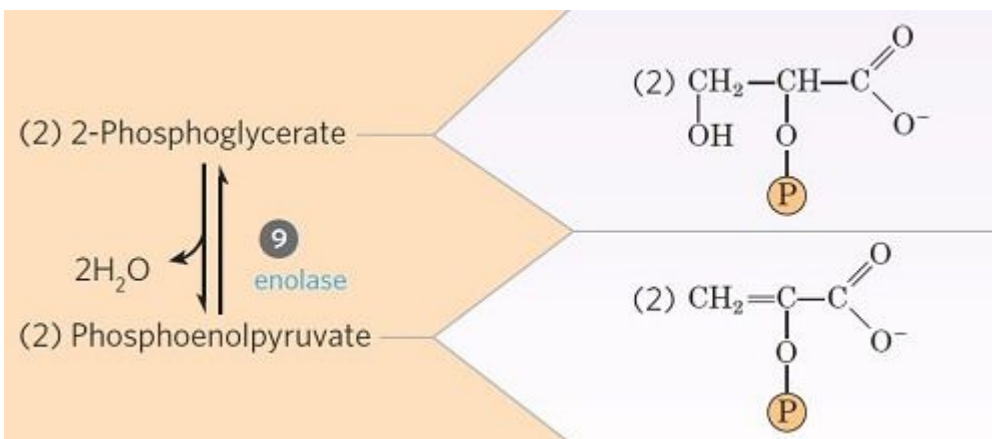 (2) 2-Phosphoglycerate
2H₂O
9
enolase
(2) Phosphoenolpyruvate
O
(2) CH₂—CH—C
O⁻
OH O
P
O
(2) CH₂=C—C
O⁻
O
P